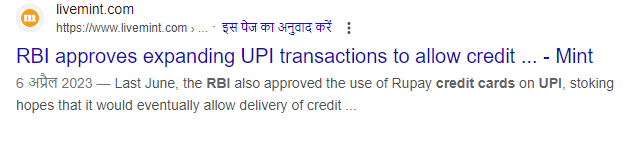 livemint.com
https://www.livemint.com › ... · इस पेज का अनुवाद करें
RBI approves expanding UPI transactions to allow credit ... - Mint
6 अप्रैल 2023 — Last June, the RBI also approved the use of Rupay credit cards on UPI, stoking
hopes that it would eventually allow delivery of credit ...